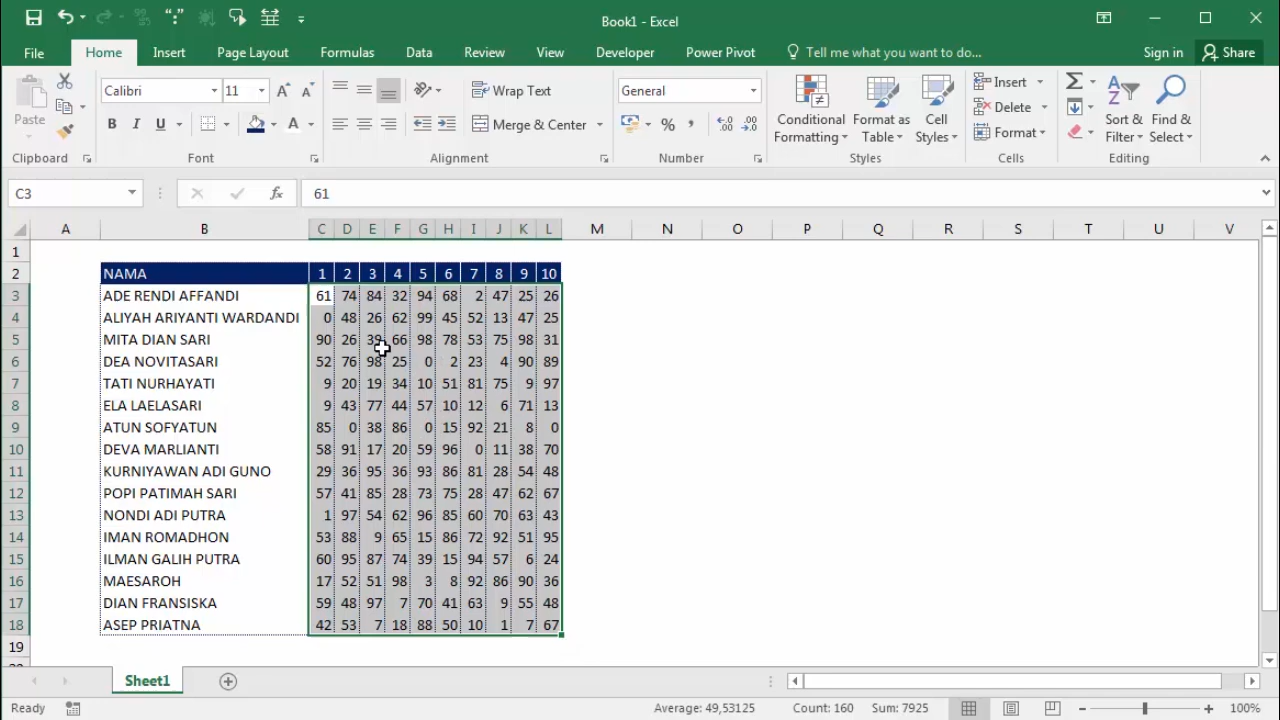 Book1 - Excel
File Home Insert Page Layout Formulas Data Review View Developer Power Pivot Tell me what you want to do... Sign in Share
Paste
Calibri 11
B I U A
Wrap Text
Merge & Center
General
% ,
Conditional Formatting
Format as Table
Cell Styles
Insert
Delete
Format
Sort & Filter
Find & Select
Clipboard Font Alignment Number Styles Cells Editing
C3 fx 61
A B C D E F G H I J K L M N O P Q R S T U V
1
2 NAMA 1 2 3 4 5 6 7 8 9 10
3 ADE RENDI AFFANDI 61 74 84 32 94 68 2 47 25 26
4 ALIYAH ARIYANTI WARDANDI 0 48 26 62 99 45 52 13 47 25
5 MITA DIAN SARI 90 26 39 66 98 78 53 75 98 31
6 DEA NOVITASARI 52 76 98 25 0 2 23 4 90 89
7 TATI NURHAYATI 9 20 19 34 10 51 81 75 9 97
8 ELA LAELASARI 9 43 77 44 57 10 12 6 71 13
9 ATUN SOFYATUN 85 0 38 86 0 15 92 21 8 0
10 DEVA MARLIANTI 58 91 17 20 59 96 0 11 38 70
11 KURNIYAWAN ADI GUNO 29 36 95 36 93 86 81 28 54 48
12 POPI PATIMAH SARI 57 41 85 28 73 75 28 47 62 67
13 NONDI ADI PUTRA 1 97 54 62 96 85 60 70 63 43
14 IMAN ROMADHON 53 88 9 65 15 86 72 92 51 95
15 ILMAN GALIH PUTRA 60 95 87 74 39 15 94 57 6 24
16 MAESAROH 17 52 51 98 3 8 92 86 90 36
17 DIAN FRANSISKA 59 48 97 7 70 41 63 9 55 48
18 ASEP PRIATNA 42 53 7 18 88 50 10 1 7 67
19
Sheet1
Ready Average: 49,53125 Count: 160 Sum: 7925 100%